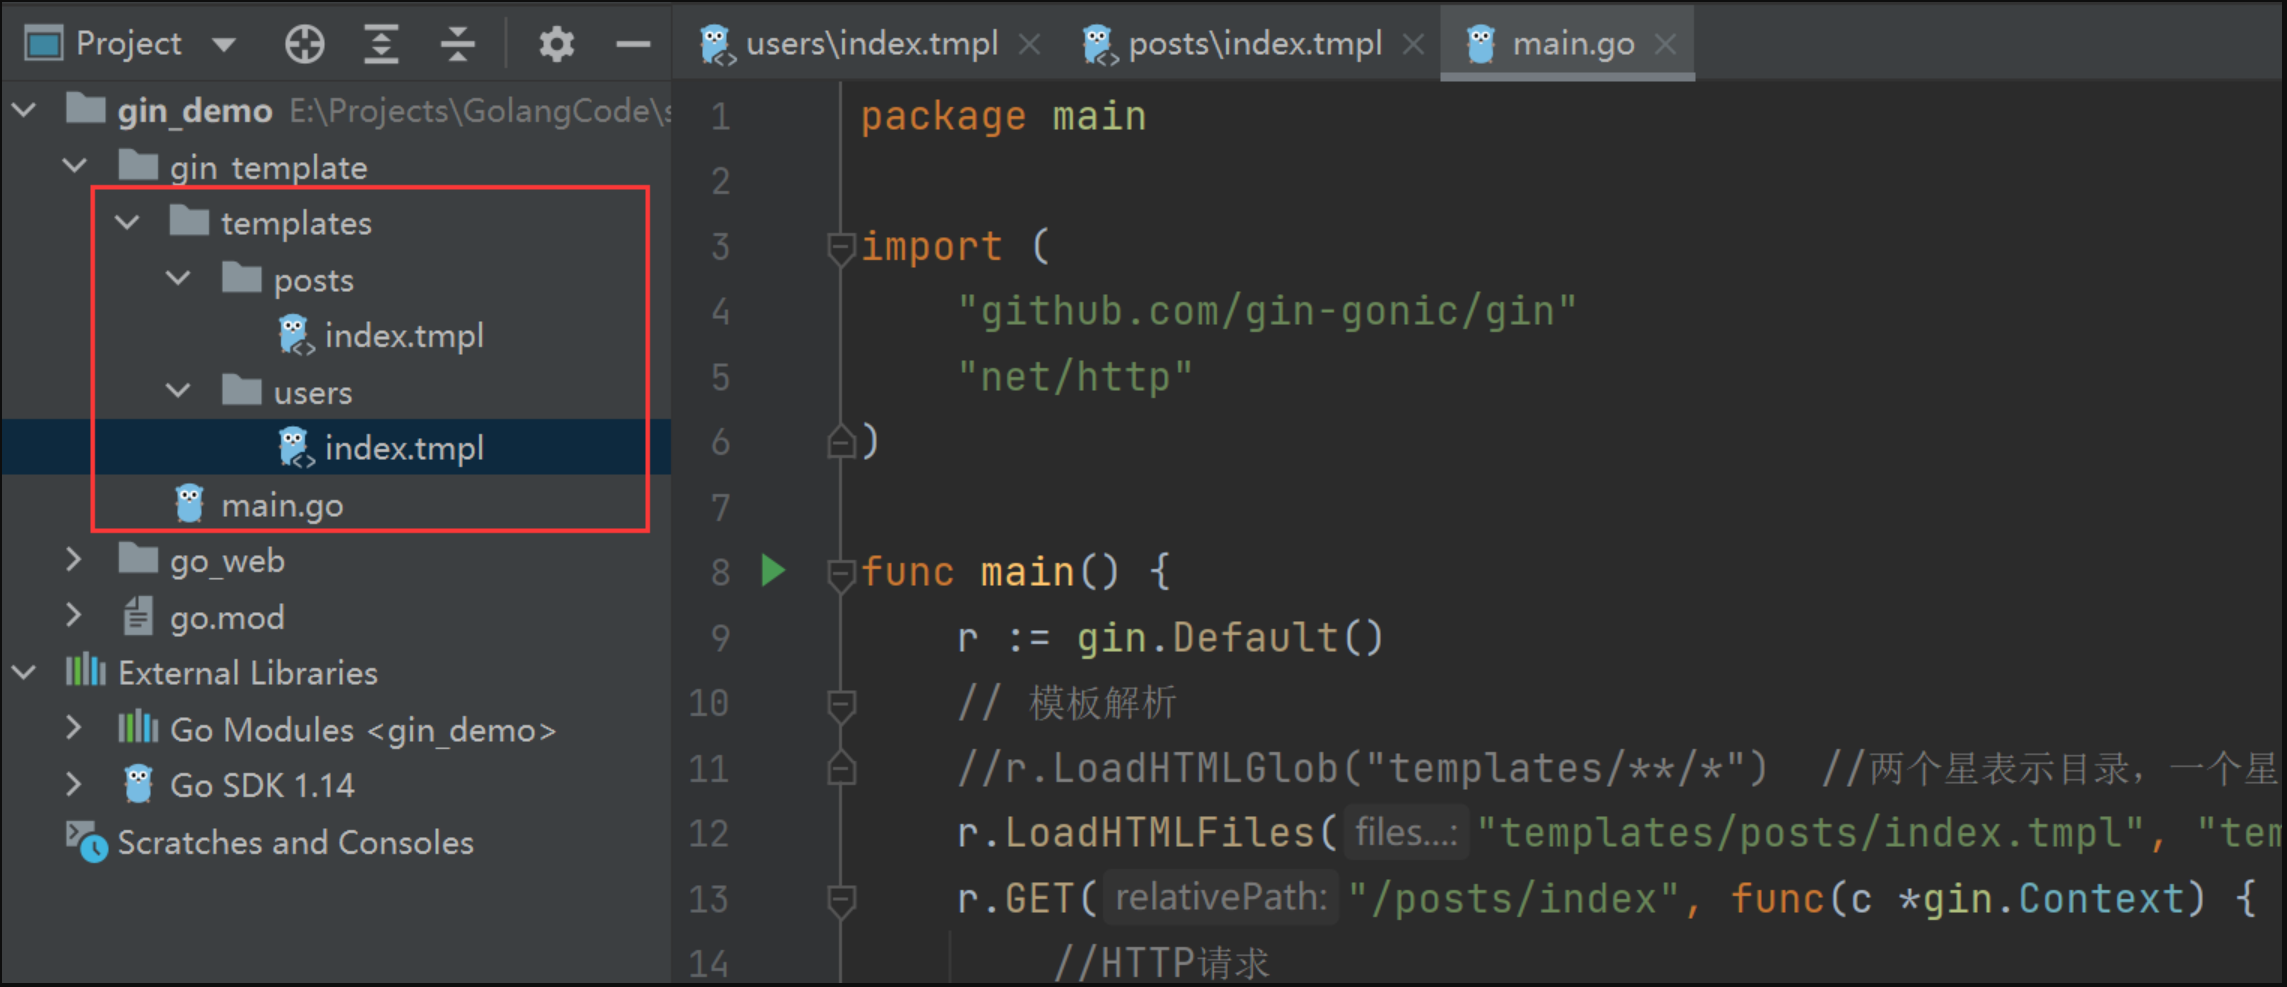 Project
gin_demo E:\Projects\GolangCode\
gin_template
templates
posts
index.tmpl
users
index.tmpl
main.go
go_web
go.mod
External Libraries
Go Modules <gin_demo>
Go SDK 1.14
Scratches and Consoles
users\index.tmpl posts\index.tmpl main.go
1 package main
2
3 import (
4 "github.com/gin-gonic/gin"
5 "net/http"
6 )
7
8 func main() {
9 r := gin.Default()
10 // 模板解析
11 //r.LoadHTMLGlob("templates/**/*") //两个星表示目录，一个星
12 r.LoadHTMLFiles( files...: "templates/posts/index.tmpl", "tem
13 r.GET( relativePath: "/posts/index", func(c *gin.Context) {
14 //HTTP请求